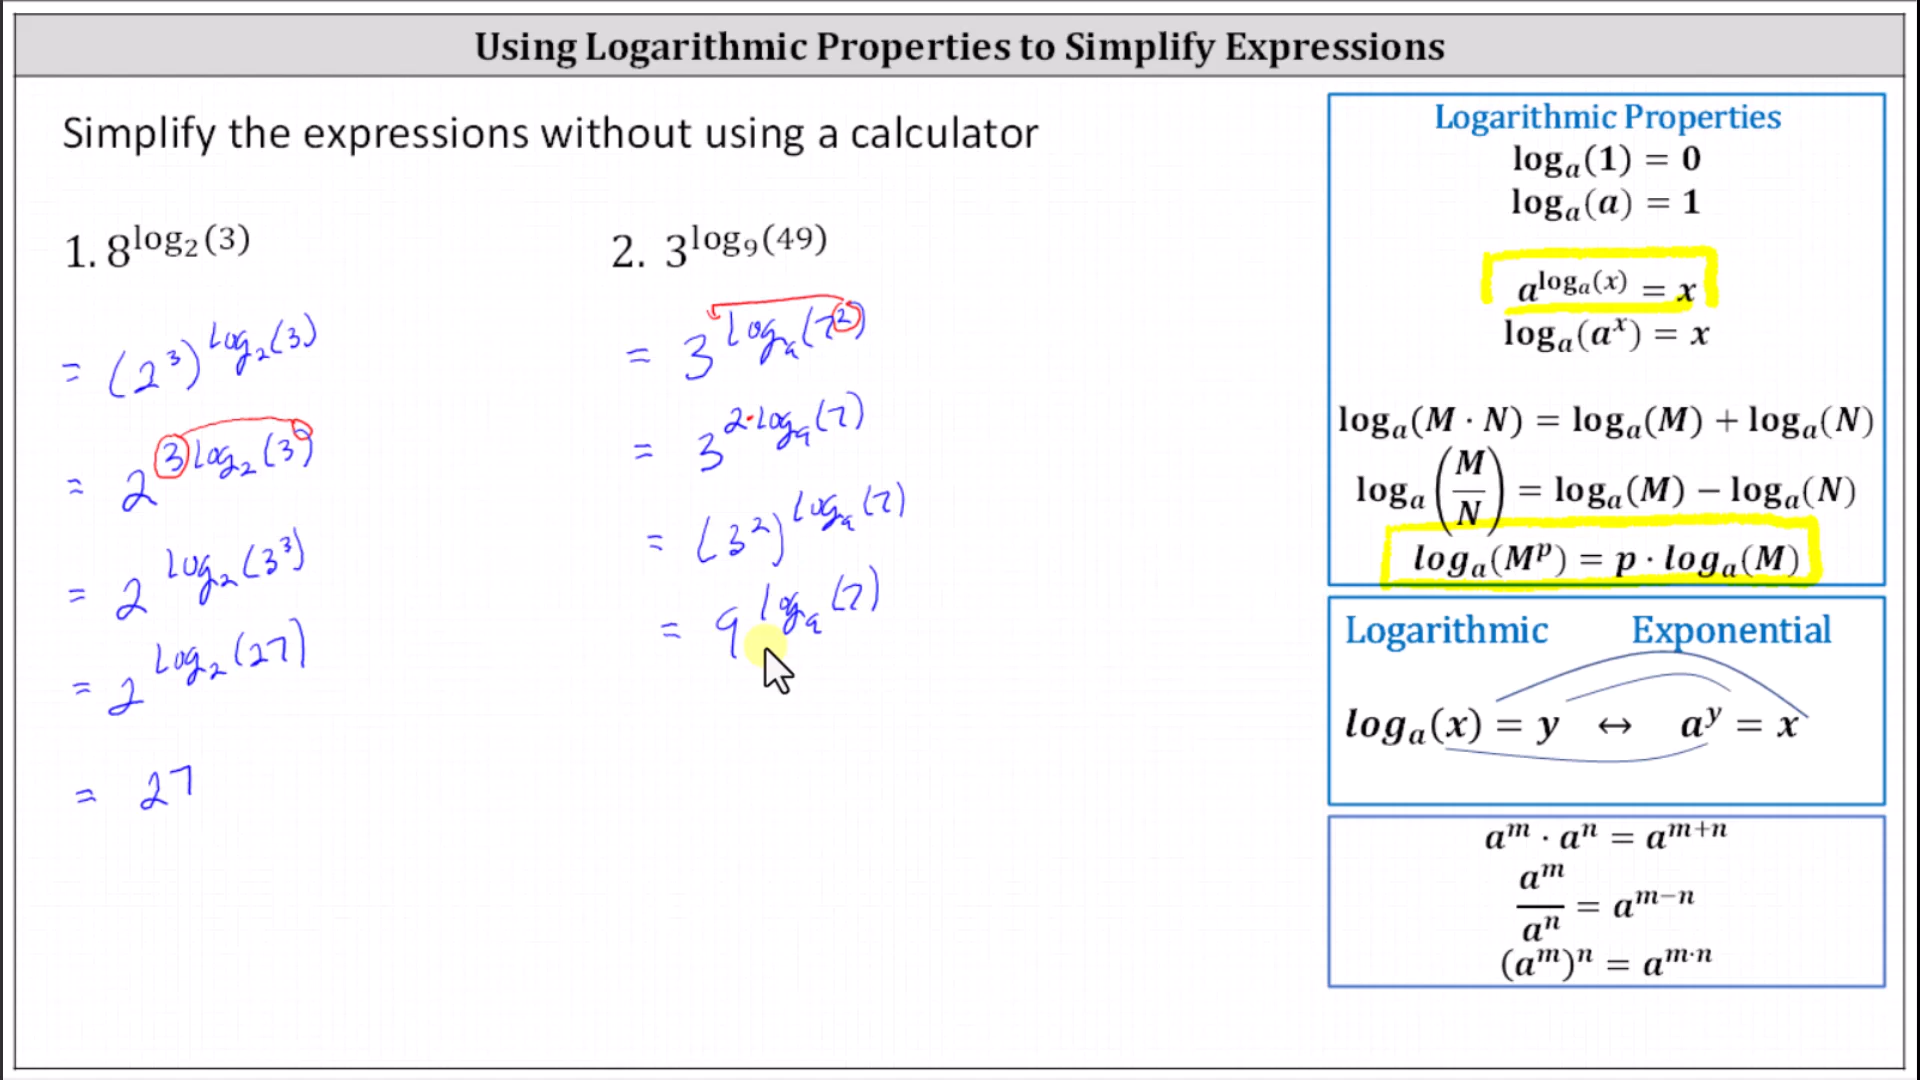 Using Logarithmic Properties to Simplify Expressions
Simplify the expressions without using a calculator
1. 8^log₂(3)
= (2³)^log₂(3)
= 2^3log₂(3)
= 2^log₂(3³)
= 2^log₂(27)
= 27
2. 3^log₉(49)
= 3^log₉(7²)
= 3^2·log₉(7)
= (3²)^log₉(7)
= 9^log₉(7)
Logarithmic Properties
logₐ(1) = 0
logₐ(a) = 1
a^logₐ(x) = x
logₐ(aˣ) = x
logₐ(M · N) = logₐ(M) + logₐ(N)
logₐ(M/N) = logₐ(M) − logₐ(N)
logₐ(Mᵖ) = p · logₐ(M)
Logarithmic Exponential
logₐ(x) = y ↔ aʸ = x
aᵐ · aⁿ = aᵐ⁺ⁿ
aᵐ/aⁿ = aᵐ⁻ⁿ
(aᵐ)ⁿ = a^m·n